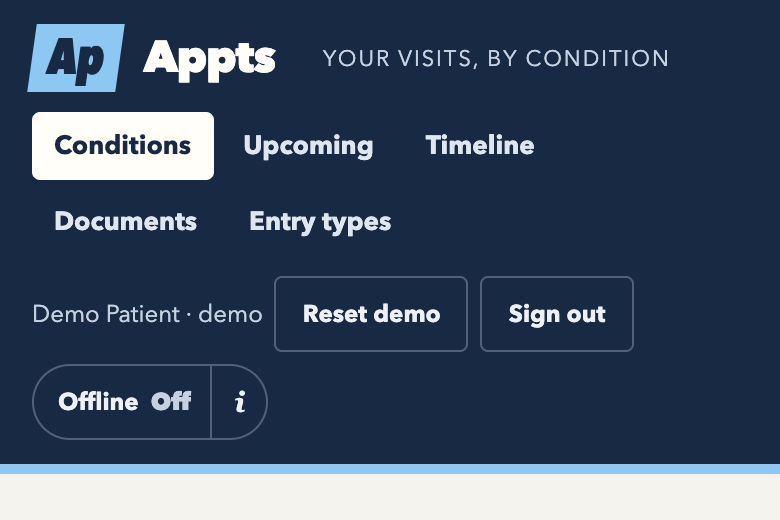 Ap Appts YOUR VISITS, BY CONDITION
Conditions Upcoming Timeline
Documents Entry types
Demo Patient · demo Reset demo Sign out
Offline Off i